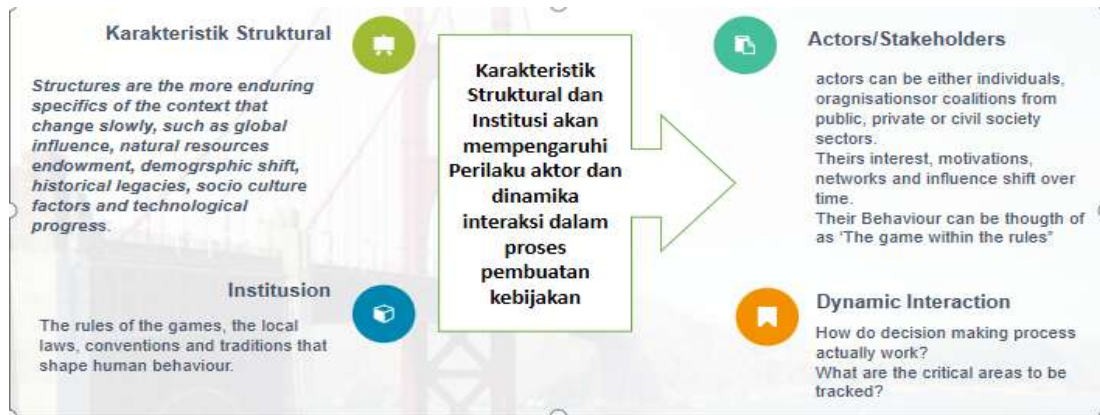 Karakteristik Struktural
Structures are the more enduring
specifics of the context that
change slowly, such as global
influence, natural resources
endowment, demogrsphic shift,
historical legacies, socio culture
factors and technological
progress.
Institusion
The rules of the games, the local
laws, conventions and traditions that
shape human behaviour.
Karakteristik
Struktural dan
Institusi akan
mempengaruhi
Perilaku aktor dan
dinamika
interaksi dalam
proses
pembuatan
kebijakan
Actors/Stakeholders
actors can be either individuals,
oragnisationsor coalitions from
public, private or civil society
sectors.
Theirs interest, motivations,
networks and influence shift over
time.
Their Behaviour can be thougth of
as ‘The game within the rules”
Dynamic Interaction
How do decision making process
actually work?
What are the critical areas to be
tracked?